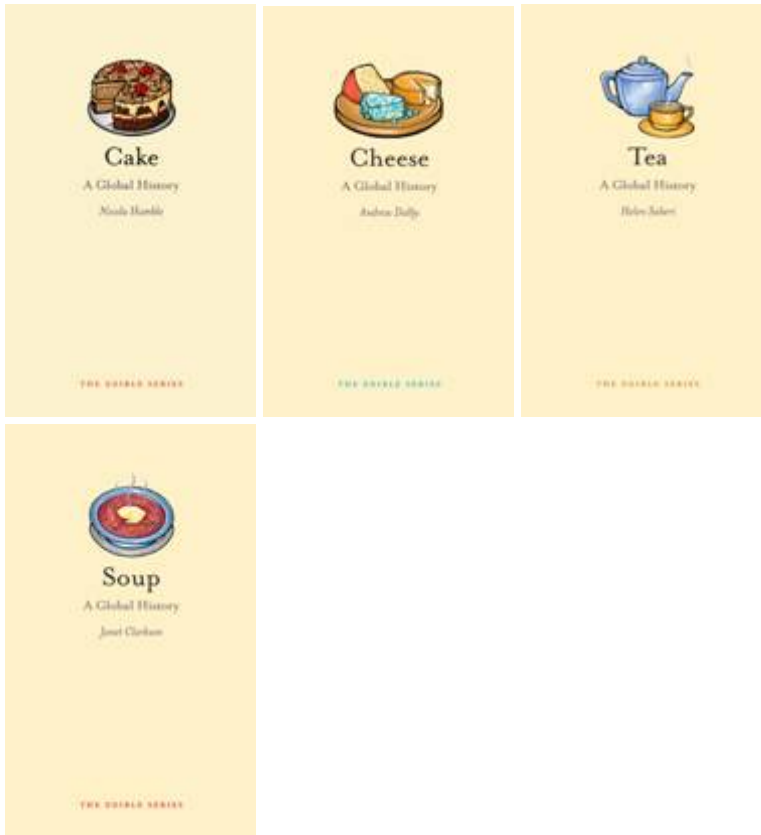 Cake
A Global History
Nicola Humble
THE EDIBLE SERIES
Cheese
A Global History
Andrew Dalby
THE EDIBLE SERIES
Tea
A Global History
Helen Saberi
THE EDIBLE SERIES
Soup
A Global History
Janet Clarkson
THE EDIBLE SERIES